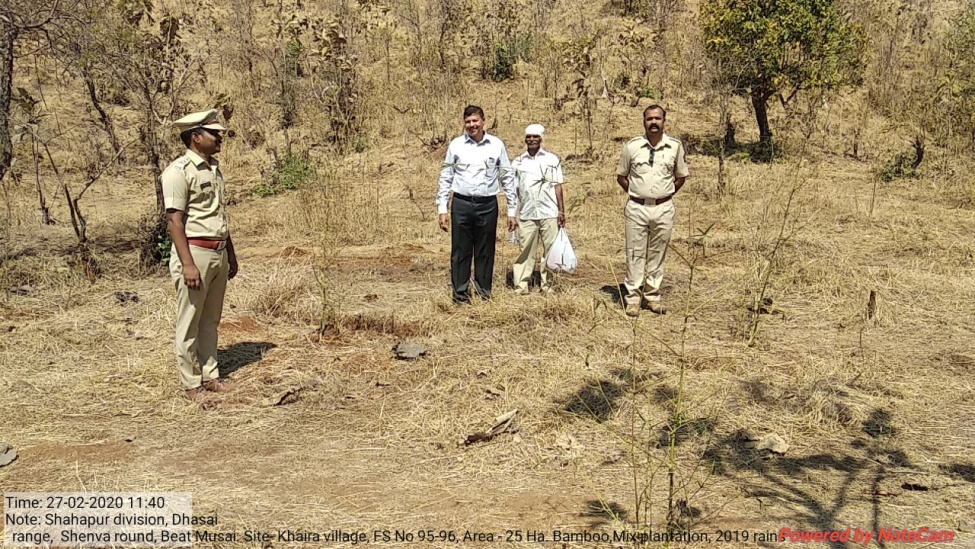 Time: 27-02-2020 11:40
Note: Shahapur division, Dhasai
range, Shenva round, Beat Musai. Site- Khaira village, FS No 95-96, Area - 25 Ha. Bamboo,Mix plantation, 2019 rain
Powered by NoteCam